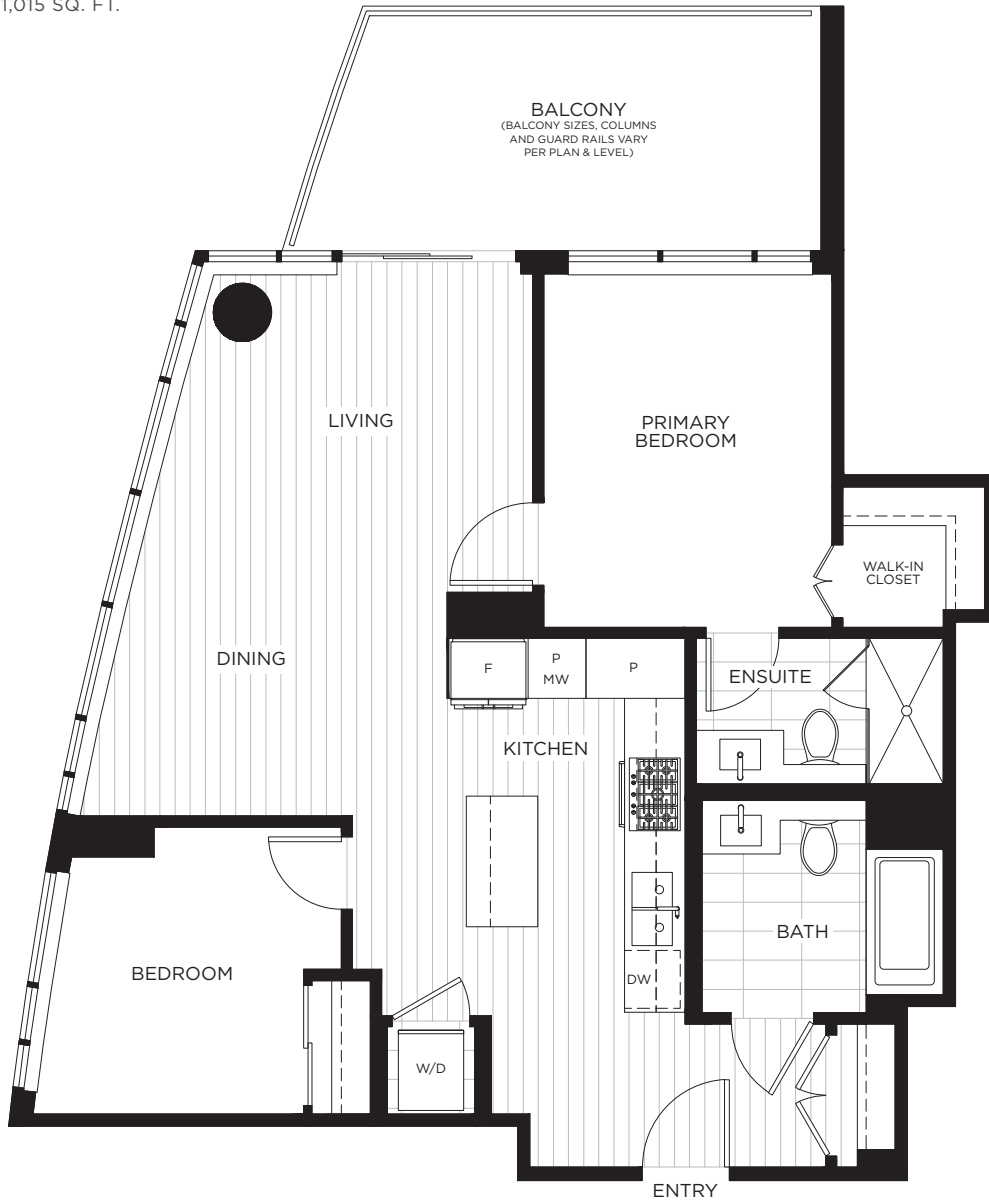 1,015 SQ. FT.
BALCONY
(BALCONY SIZES, COLUMNS
AND GUARD RAILS VARY
PER PLAN & LEVEL)
LIVING
PRIMARY
BEDROOM
WALK-IN
CLOSET
DINING
F
P
MW
P
ENSUITE
KITCHEN
BATH
BEDROOM
DW
W/D
ENTRY